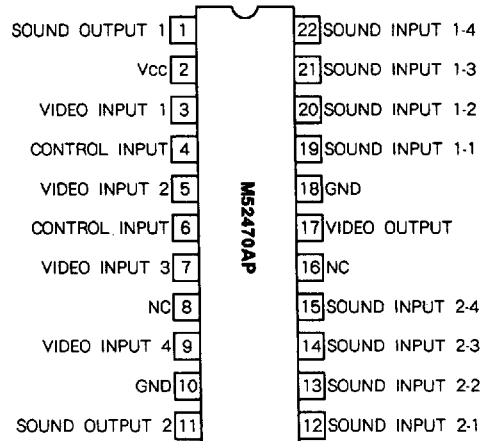 SOUND OUTPUT 1 1
22 SOUND INPUT 1-4
Vcc 2
21 SOUND INPUT 1-3
VIDEO INPUT 1 3
20 SOUND INPUT 1-2
CONTROL INPUT 4
19 SOUND INPUT 1-1
VIDEO INPUT 2 5
18 GND
CONTROL INPUT 6
17 VIDEO OUTPUT
VIDEO INPUT 3 7
16 NC
NC 8
15 SOUND INPUT 2-4
VIDEO INPUT 4 9
14 SOUND INPUT 2-3
GND 10
13 SOUND INPUT 2-2
SOUND OUTPUT 2 11
12 SOUND INPUT 2-1
M52470AP